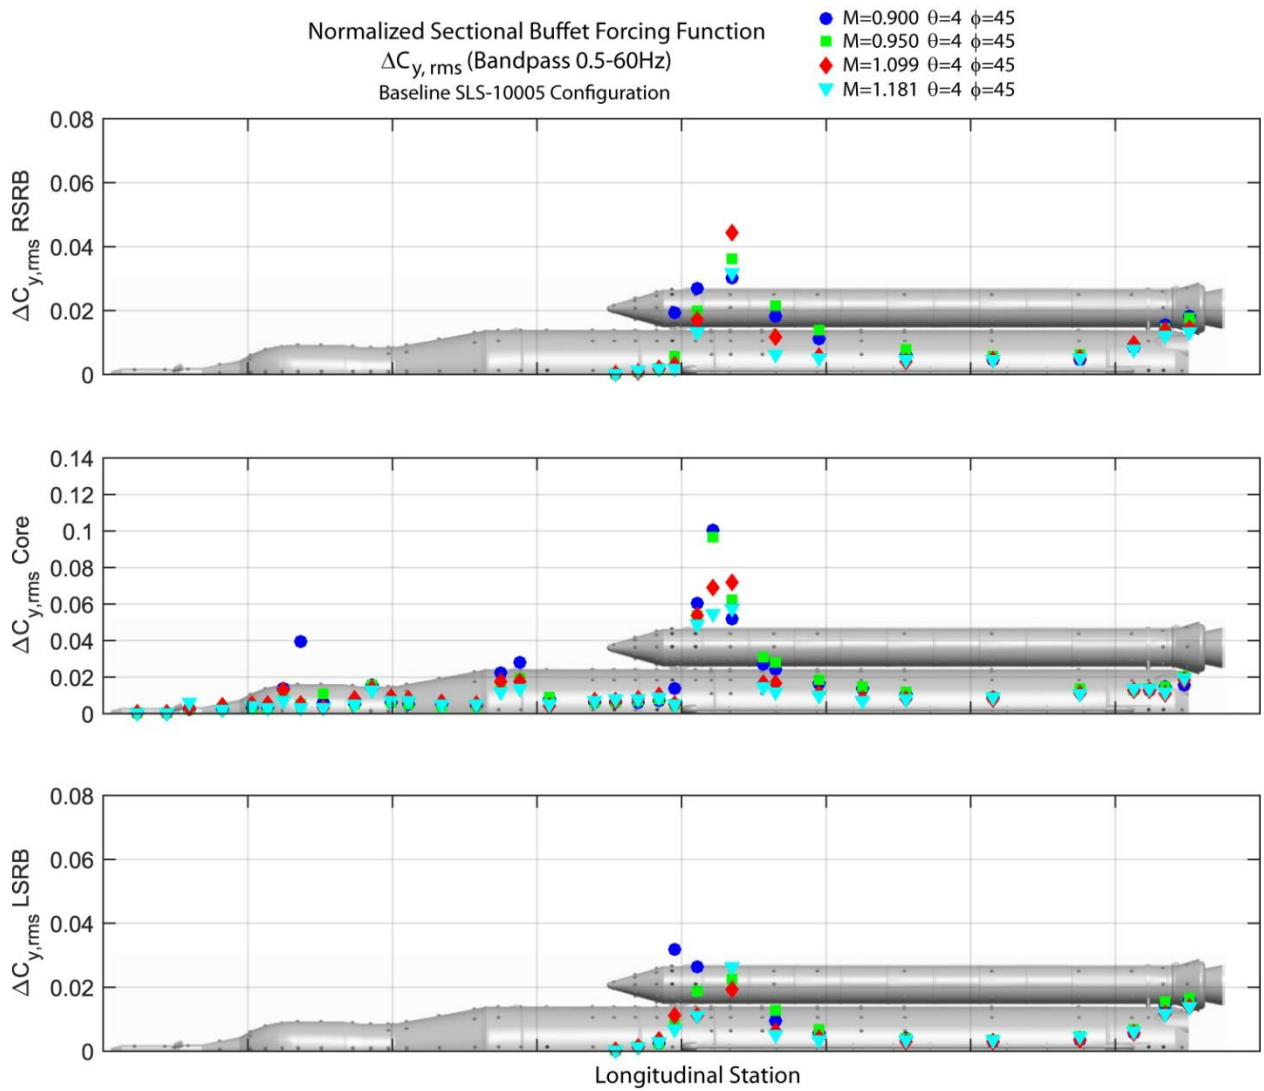 Normalized Sectional Buffet Forcing Function
ΔCy, rms (Bandpass 0.5-60Hz)
Baseline SLS-10005 Configuration
M=0.900 θ=4 ϕ=45
M=0.950 θ=4 ϕ=45
M=1.099 θ=4 ϕ=45
M=1.181 θ=4 ϕ=45
ΔCy,rms RSRB
0.08
0.06
0.04
0.02
0
ΔCy,rms Core
0.14
0.12
0.1
0.08
0.06
0.04
0.02
0
ΔCy,rms LSRB
0.08
0.06
0.04
0.02
0
Longitudinal Station